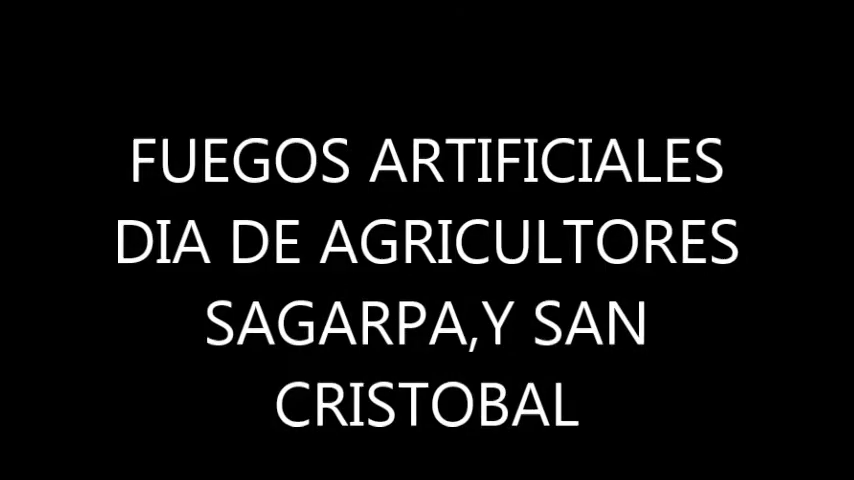 FUEGOS ARTIFICIALES
DIA DE AGRICULTORES
SAGARPA,Y SAN
CRISTOBAL